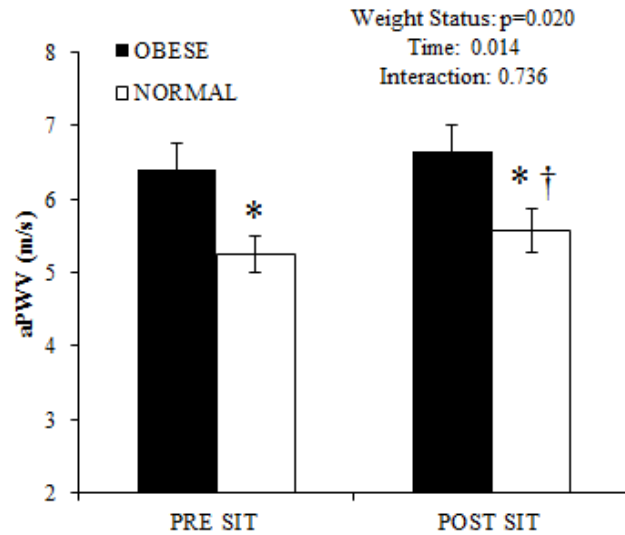 Weight Status: p=0.020
Time: 0.014
Interaction: 0.736
OBESE
NORMAL
aPWV (m/s)
8
7
6
5
4
3
2
*
* †
PRE SIT
POST SIT